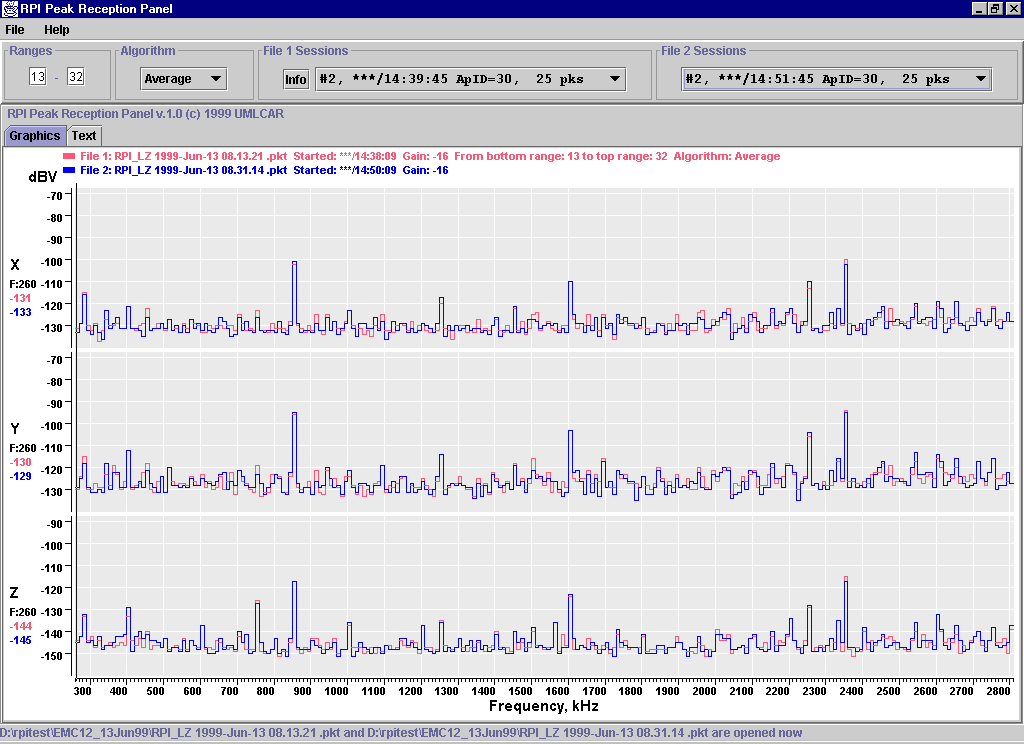 RPI Peak Reception Panel
File Help
Ranges Algorithm File 1 Sessions File 2 Sessions
13 - 32 Average Info #2, ***/14:39:45 ApID=30, 25 pks #2, ***/14:51:45 ApID=30, 25 pks
RPI Peak Reception Panel v.1.0 (c) 1999 UMLCAR
Graphics Text
File 1: RPI_LZ 1999-Jun-13 08.13.21 .pkt Started: ***/14:38:09 Gain: -16 From bottom range: 13 to top range: 32 Algorithm: Average
File 2: RPI_LZ 1999-Jun-13 08.31.14 .pkt Started: ***/14:50:09 Gain: -16
dBV
-70
-80
-90
X -100
F:260 -110
-131
-120
-133
-130
-70
-80
-90
Y -100
F:260 -110
-130
-120
-129
-130
-90
-100
-110
Z -120
F:260 -130
-144
-140
-145
-150
300 400 500 600 700 800 900 1000 1100 1200 1300 1400 1500 1600 1700 1800 1900 2000 2100 2200 2300 2400 2500 2600 2700 2800
Frequency, kHz
D:\rpitest\EMC12_13Jun99\RPI_LZ 1999-Jun-13 08.13.21 .pkt and D:\rpitest\EMC12_13Jun99\RPI_LZ 1999-Jun-13 08.31.14 .pkt are opened now